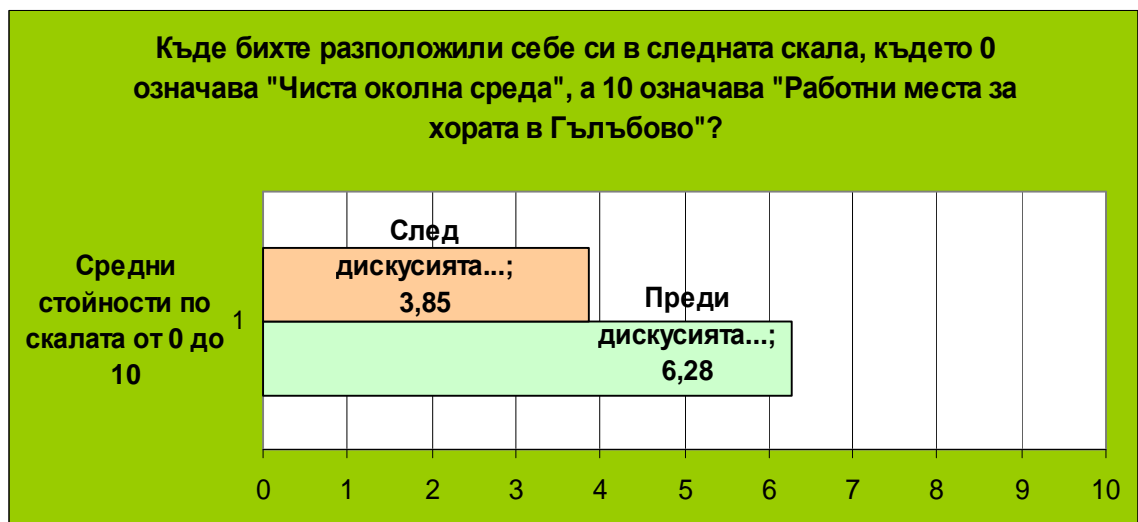 Къде бихте разположили себе си в следната скала, където 0
означава "Чиста околна среда", а 10 означава "Работни места за
хората в Гълъбово"?
След
дискусията...;
3,85
Преди
дискусията...;
6,28
Средни
стойности по
скалата от 0 до
10
1
0 1 2 3 4 5 6 7 8 9 10